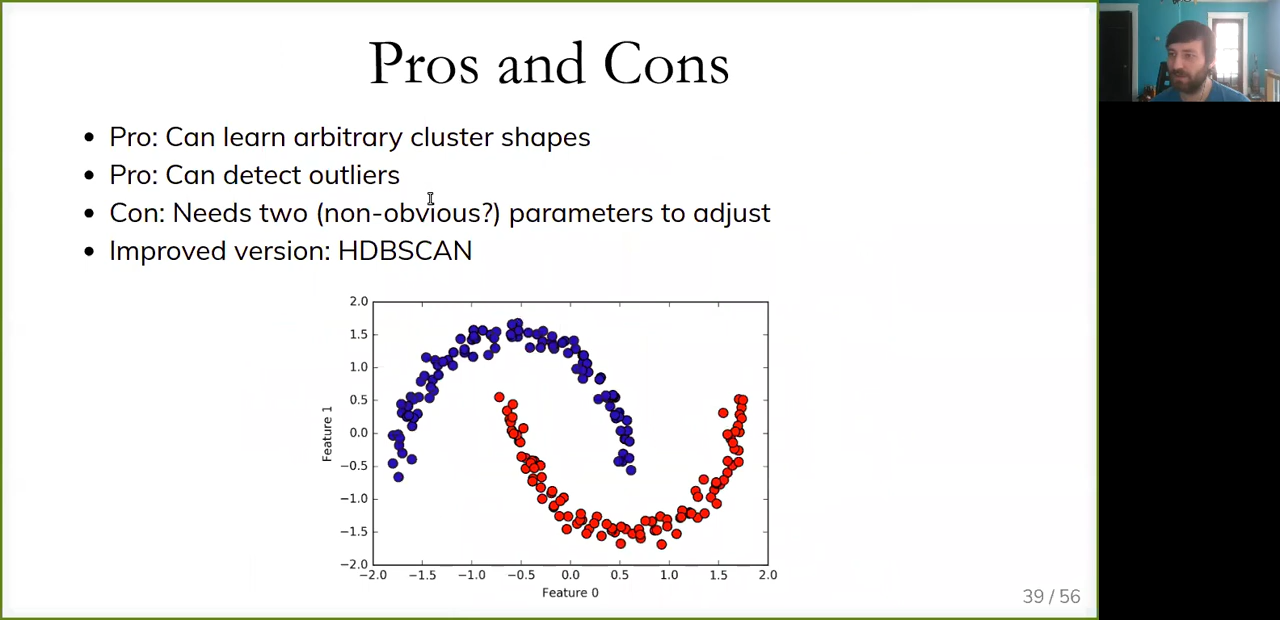 Pros and Cons
Pro: Can learn arbitrary cluster shapes
Pro: Can detect outliers
Con: Needs two (non-obvious?) parameters to adjust
Improved version: HDBSCAN
2.0
1.5
1.0
0.5
0.0
−0.5
−1.0
−1.5
−2.0
Feature 1
−2.0 −1.5 −1.0 −0.5 0.0 0.5 1.0 1.5 2.0
Feature 0
39 / 56